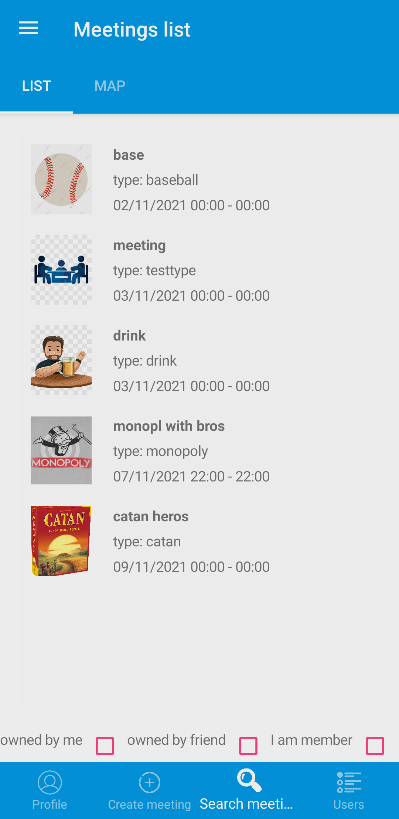 Meetings list
LIST MAP
base
type: baseball
02/11/2021 00:00 - 00:00
meeting
type: testtype
03/11/2021 00:00 - 00:00
drink
type: drink
03/11/2021 00:00 - 00:00
MONOPOLY
monopl with bros
type: monopoly
07/11/2021 22:00 - 22:00
CATAN
catan heros
type: catan
09/11/2021 00:00 - 00:00
owned by me owned by friend I am member
Profile Create meeting Search meeti... Users